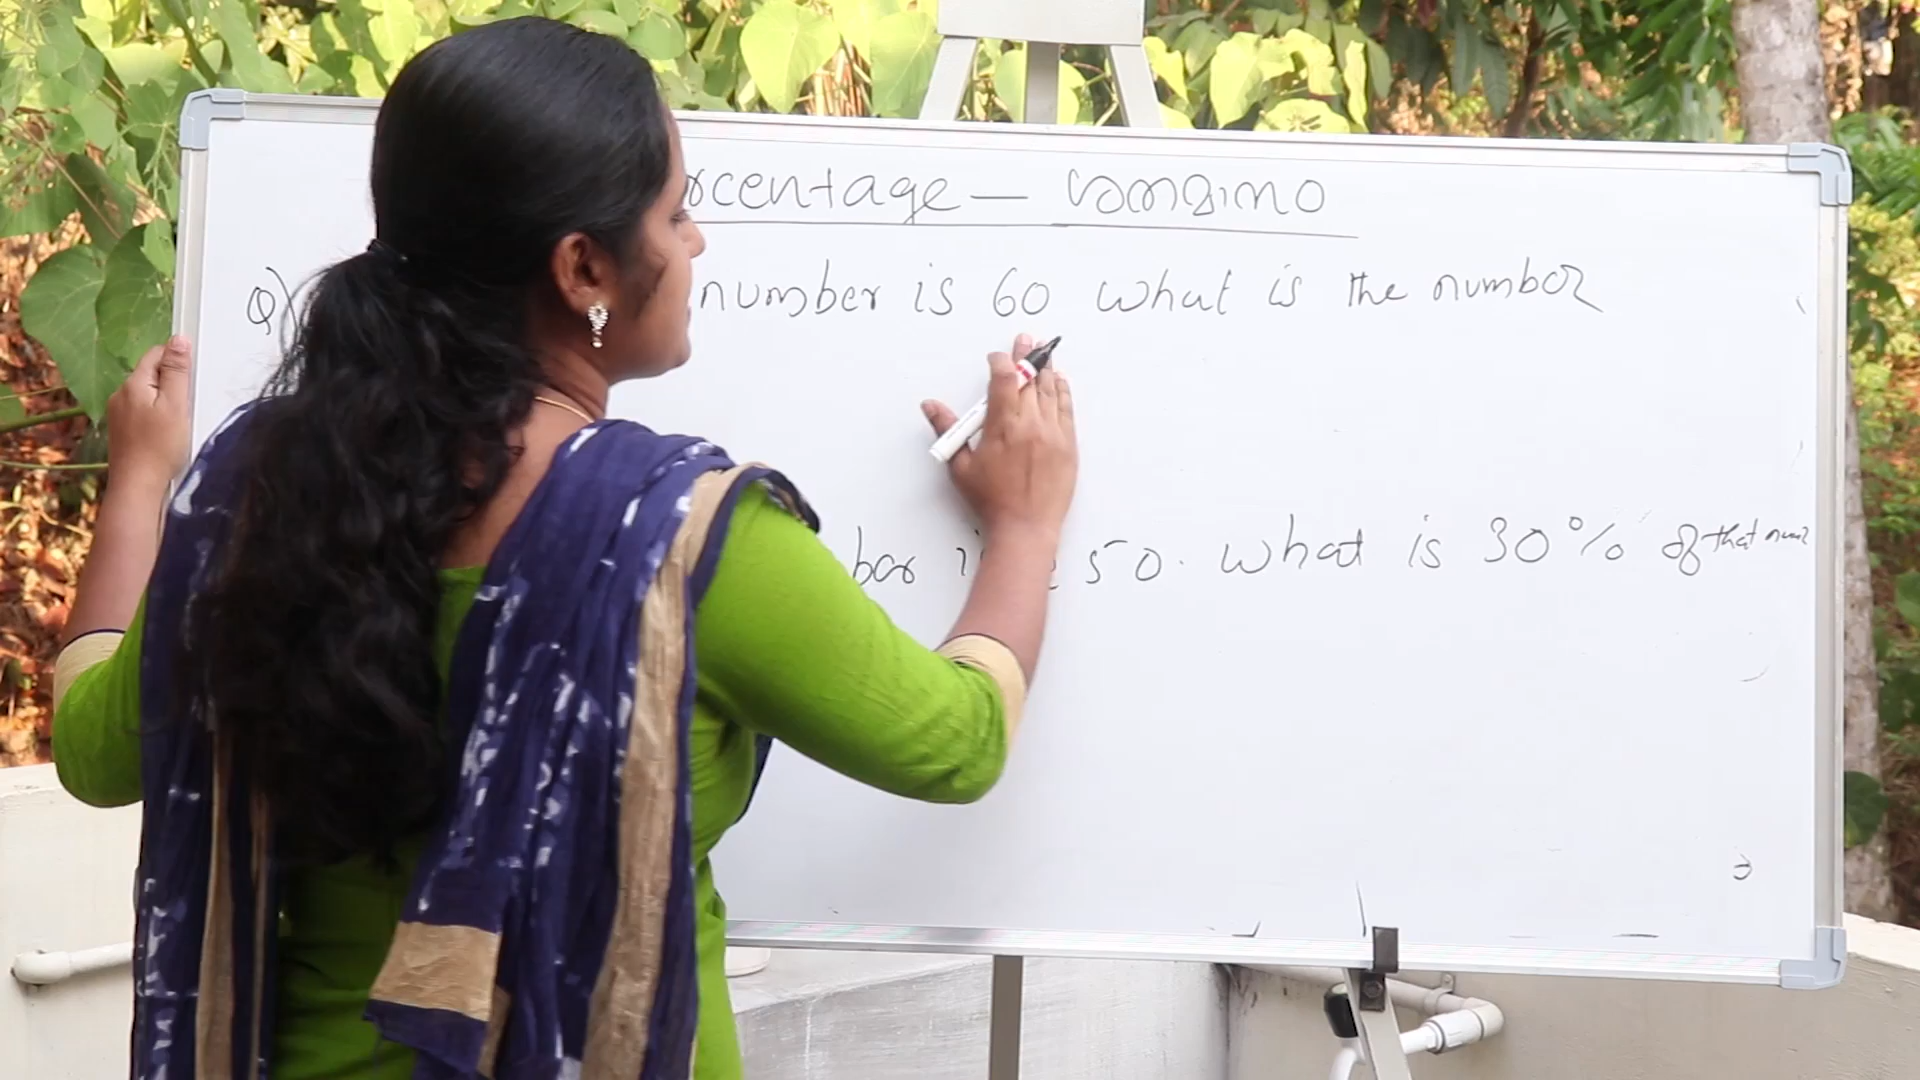 rcentage — ശതമാനം
Q) number is 60 what is the number
ber is 50. what is 30% of that num